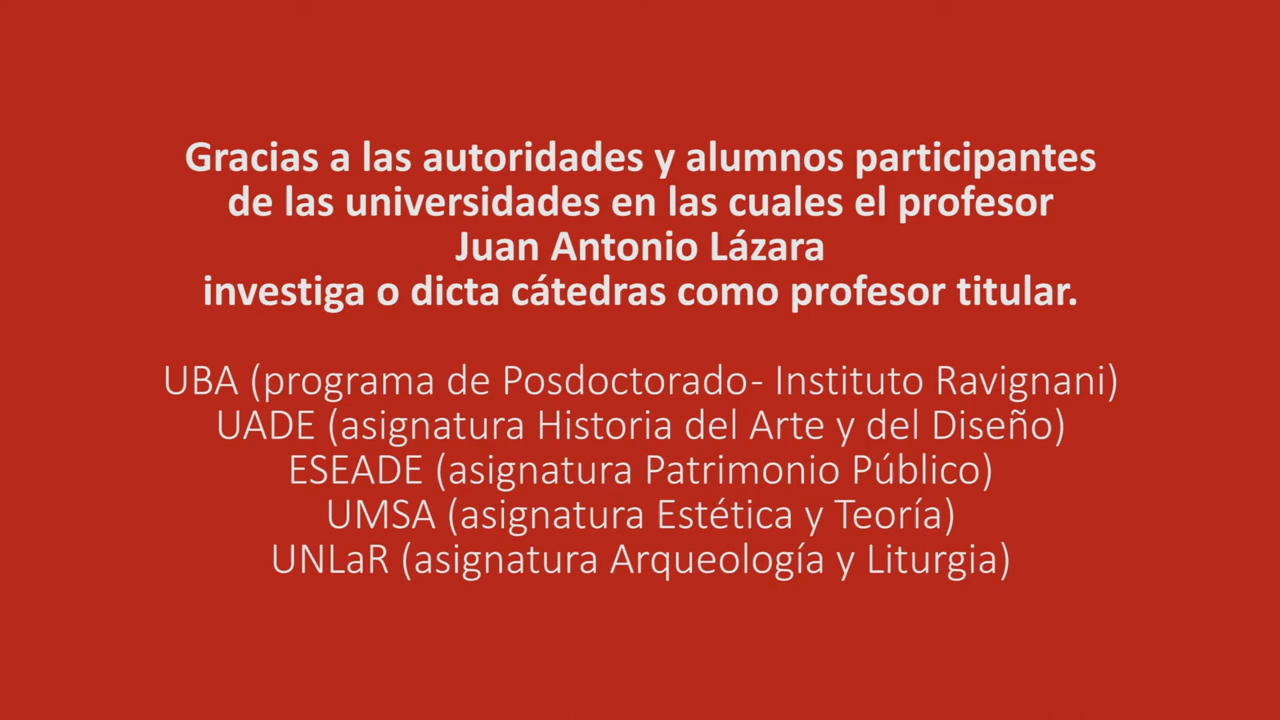 Gracias a las autoridades y alumnos participantes
de las universidades en las cuales el profesor
Juan Antonio Lázara
investiga o dicta cátedras como profesor titular.
UBA (programa de Posdoctorado- Instituto Ravignani)
UADE (asignatura Historia del Arte y del Diseño)
ESEADE (asignatura Patrimonio Público)
UMSA (asignatura Estética y Teoría)
UNLaR (asignatura Arqueología y Liturgia)